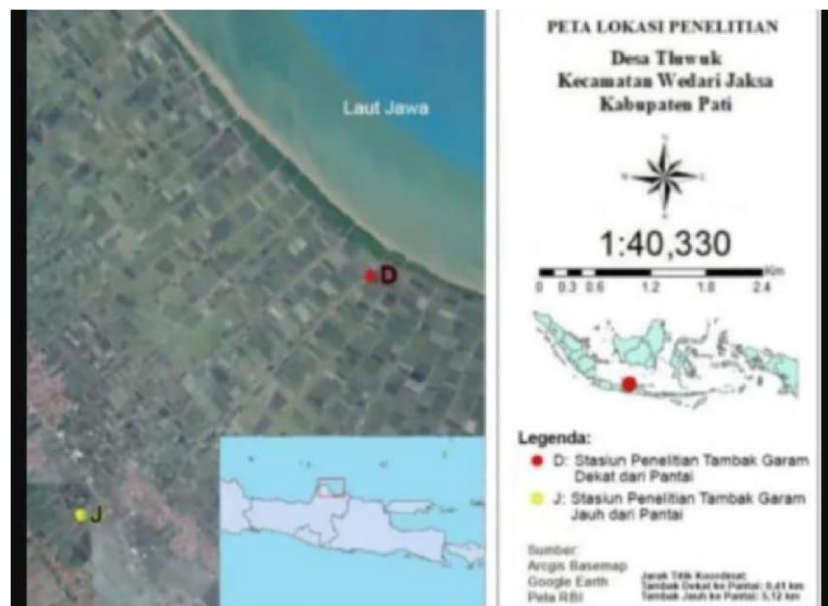 Laut Jawa
D
J
PETA LOKASI PENELITIAN
Desa Tluwuk
Kecamatan Wedari Jaksa
Kabupaten Pati
1:40,330
Km
0 0.3 0.6 1.2 1.8 2.4
Legenda:
D: Stasiun Penelitian Tambak Garam
Dekat dari Pantai
J: Stasiun Penelitian Tambak Garam
Jauh dari Pantai
Sumber:
Arcgis Basemap
Google Earth
Peta RBI
Jarak Titik Koordinat:
Tambak Dekat ke Pantai: 0,41 km
Tambak Jauh ke Pantai: 5,12 km